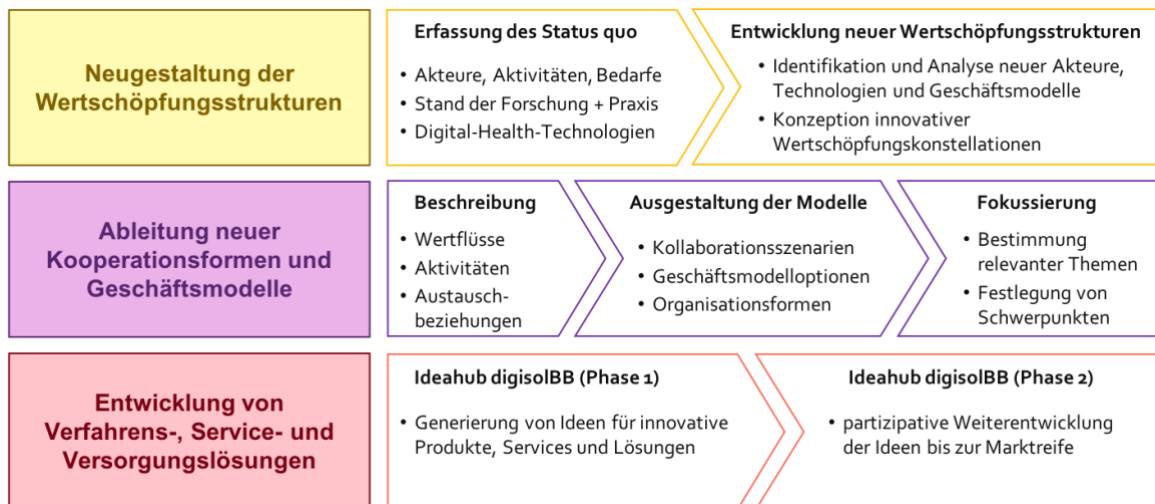 Neugestaltung der
Wertschöpfungsstrukturen
Erfassung des Status quo
• Akteure, Aktivitäten, Bedarfe
• Stand der Forschung + Praxis
• Digital-Health-Technologien
Entwicklung neuer Wertschöpfungsstrukturen
• Identifikation und Analyse neuer Akteure,
Technologien und Geschäftsmodelle
• Konzeption innovativer
Wertschöpfungskonstellationen
Ableitung neuer
Kooperationsformen und
Geschäftsmodelle
Beschreibung
• Wertflüsse
• Aktivitäten
• Austausch-
beziehungen
Ausgestaltung der Modelle
• Kollaborationsszenarien
• Geschäftsmodelloptionen
• Organisationsformen
Fokussierung
• Bestimmung
relevanter Themen
• Festlegung von
Schwerpunkten
Entwicklung von
Verfahrens-, Service- und
Versorgungslösungen
Ideahub digisolBB (Phase 1)
• Generierung von Ideen für innovative
Produkte, Services und Lösungen
Ideahub digisolBB (Phase 2)
• partizipative Weiterentwicklung
der Ideen bis zur Marktreife